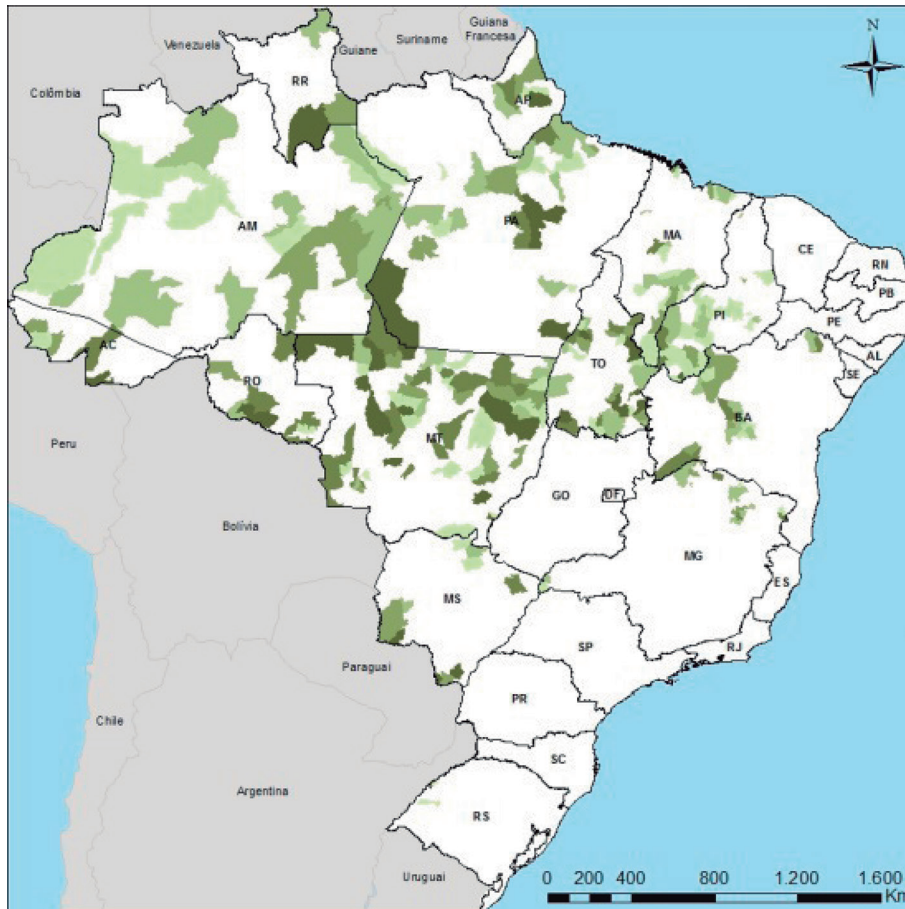 Guiana
Francesa
Venezuela
Suriname
Guiane
N
Colômbia
RR
AP
AM
PA
MA
CE
RN
PB
PI
PE
AL
SE
AC
RO
TO
BA
MT
Peru
GO
DF
Bolívia
MG
ES
MS
SP
RJ
Paraguai
PR
Chile
SC
Argentina
RS
Uruguai
0 200 400 800 1.200 1.600
Km